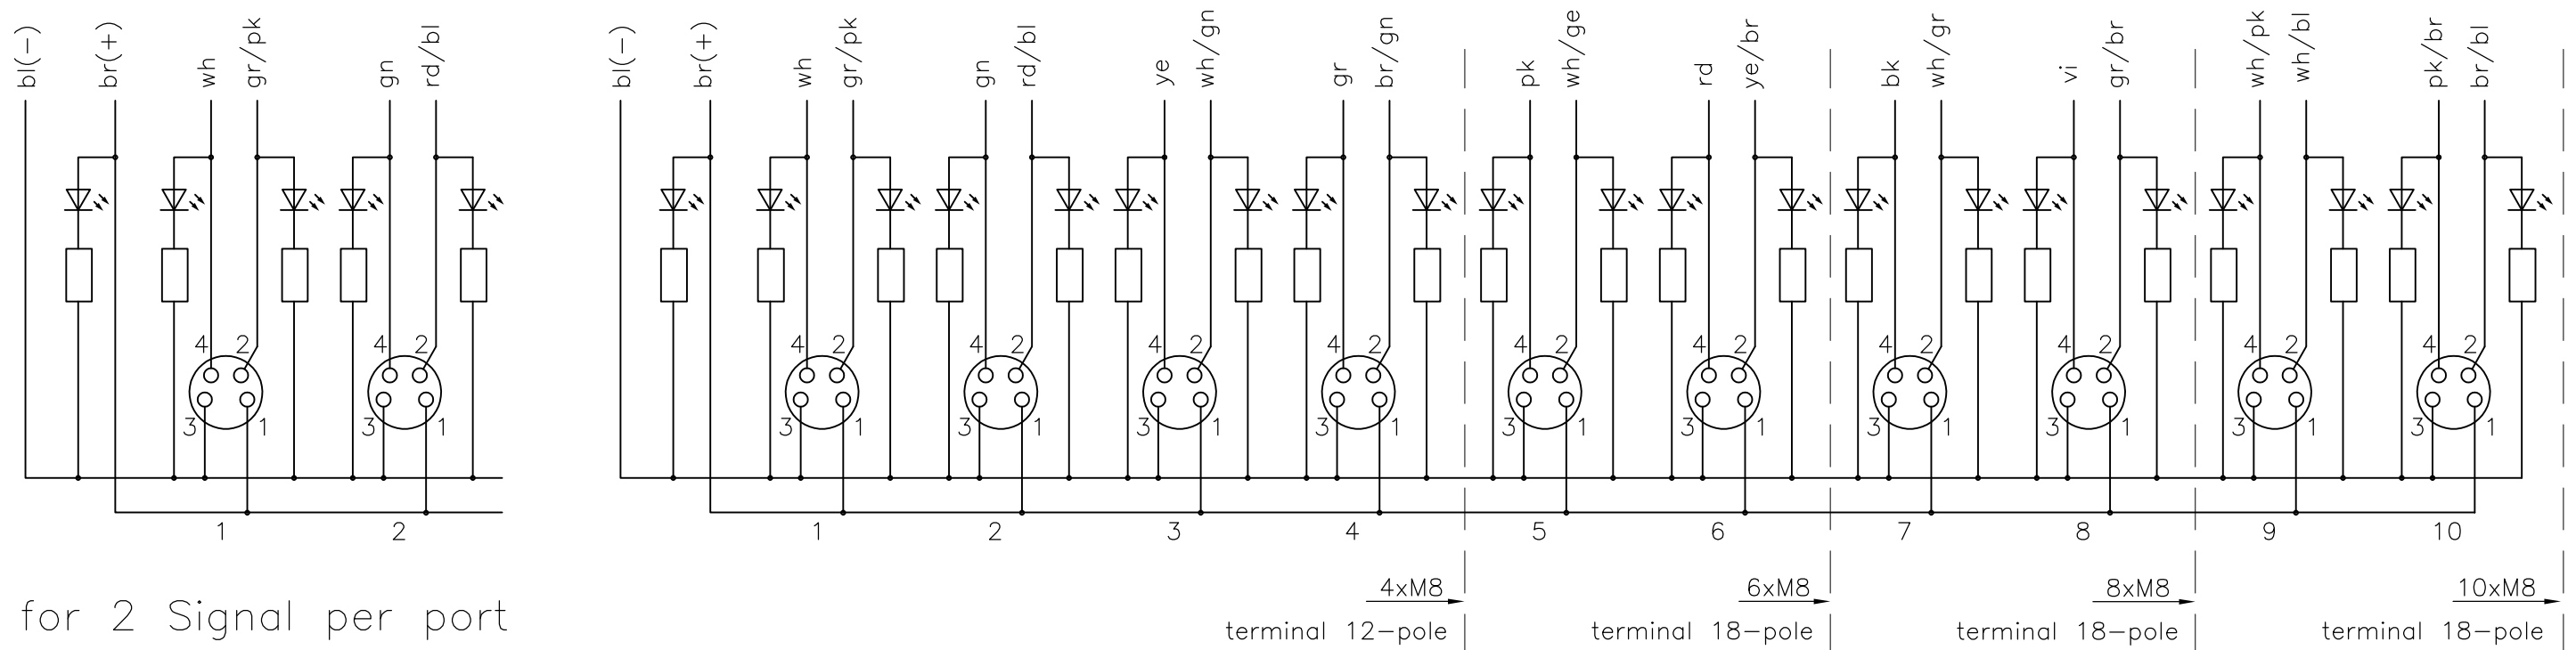 bl(-) br(+) wh gr/pk gn rd/bl
4 2 4 2
3 1 3 1
1 2
for 2 Signal per port
bl(-) br(+) wh gr/pk gn rd/bl ye wh/gn gr br/gn pk wh/ge rd ye/br bk wh/gr vi gr/br wh/pk wh/bl pk/br br/bl
4 2 4 2 4 2 4 2 4 2 4 2 4 2 4 2 4 2 4 2
3 1 3 1 3 1 3 1 3 1 3 1 3 1 3 1 3 1 3 1
1 2 3 4 5 6 7 8 9 10
4xM8 6xM8 8xM8 10xM8
terminal 12-pole terminal 18-pole terminal 18-pole terminal 18-pole